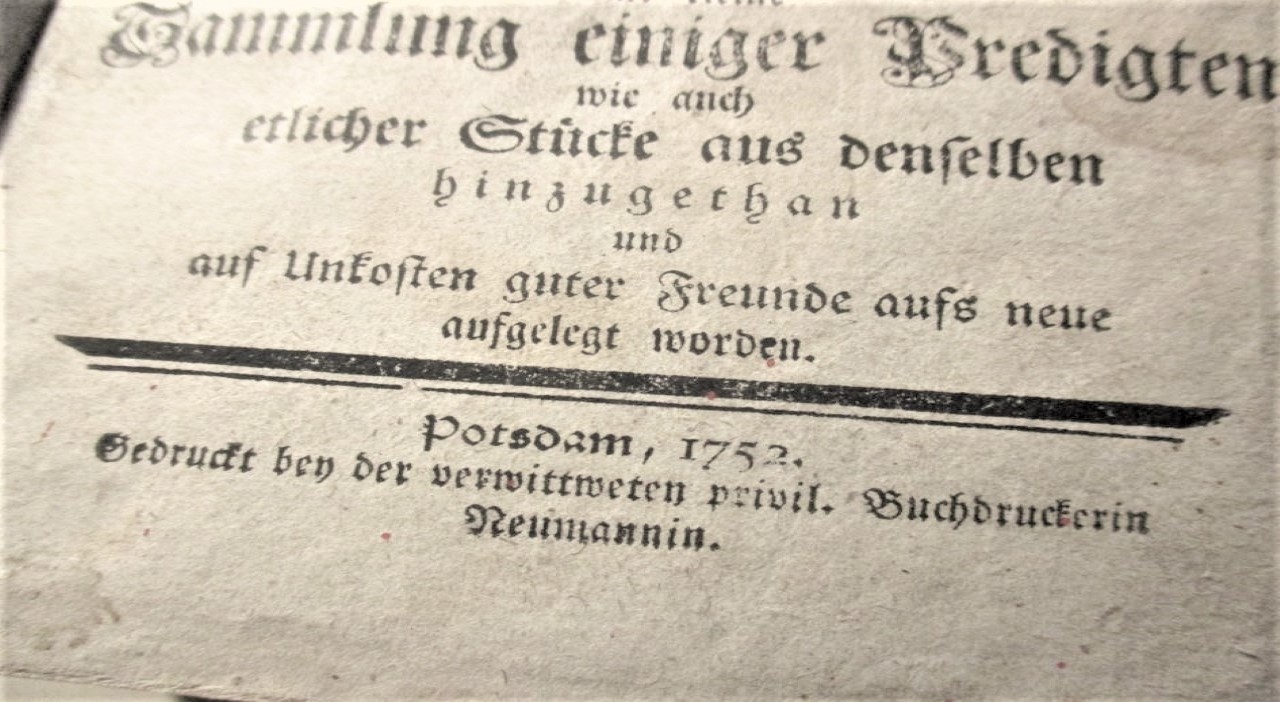 Sammlung einiger Predigten
wie auch
etlicher Stücke aus denſelben
hinzugethan
und
auf Unkoſten guter Freunde aufs neue
aufgelegt worden.
Potsdam, 1752.
Gedruckt bey der verwittweten privil. Buchdruckerin
Neumannin.